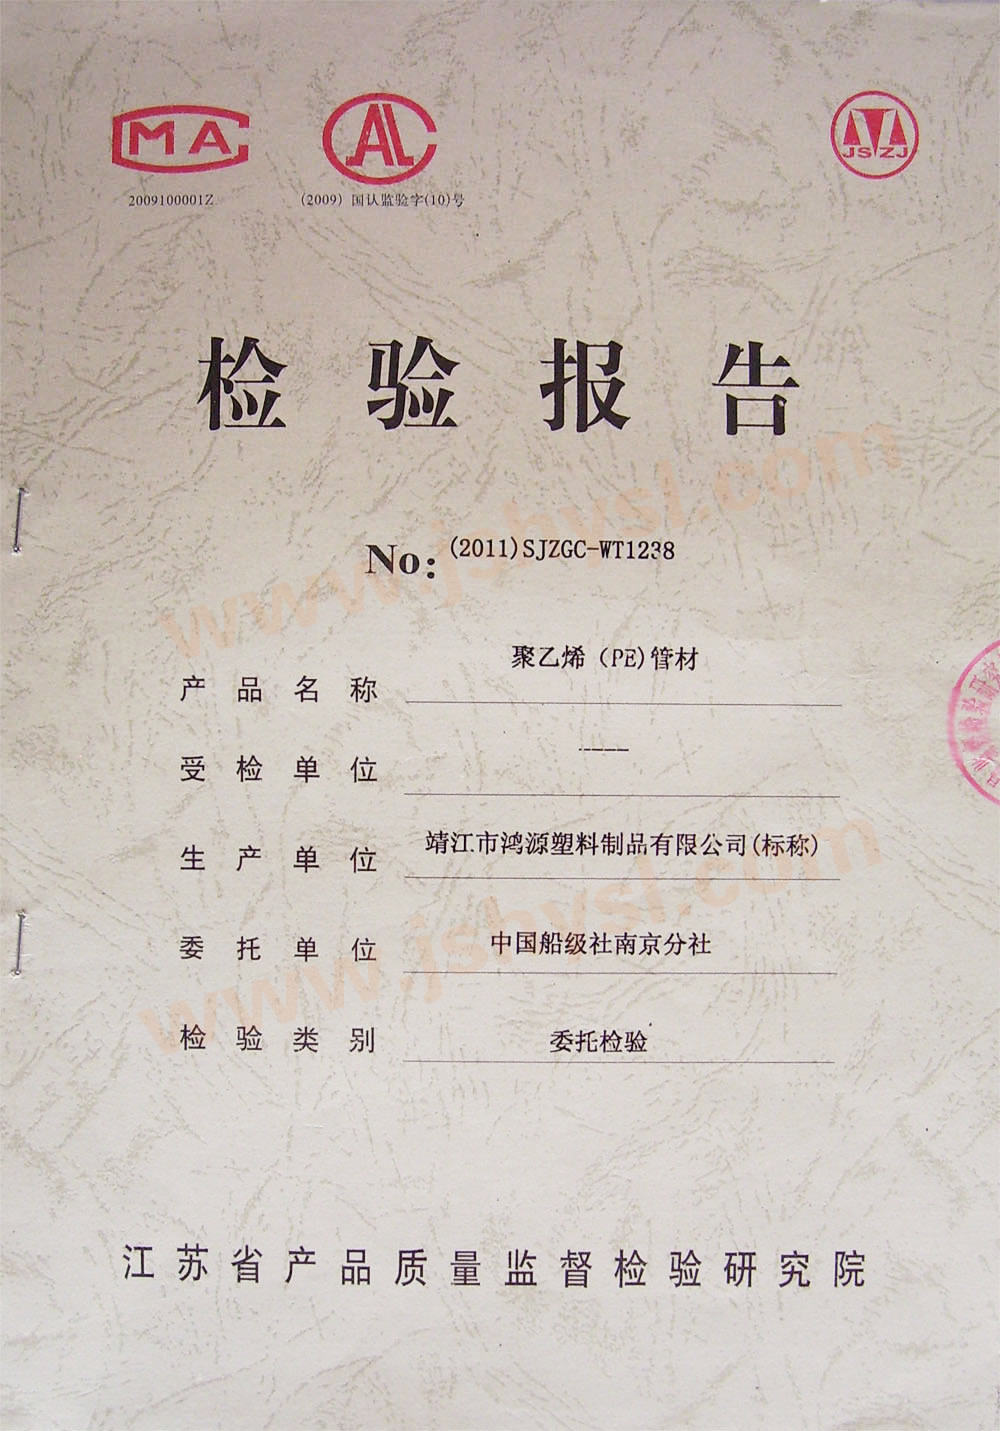 CMA
CAL
JSZJ
2009100001Z
(2009) 国认监验字(10)号
检验报告
No: (2011)SJZGC-WT1238
产品名称 聚乙烯（PE)管材
受检单位 ----
生产单位 靖江市鸿源塑料制品有限公司(标称)
委托单位 中国船级社南京分社
检验类别 委托检验
江苏省产品质量监督检验研究院
www.jshysl.com
www.jshysl.com